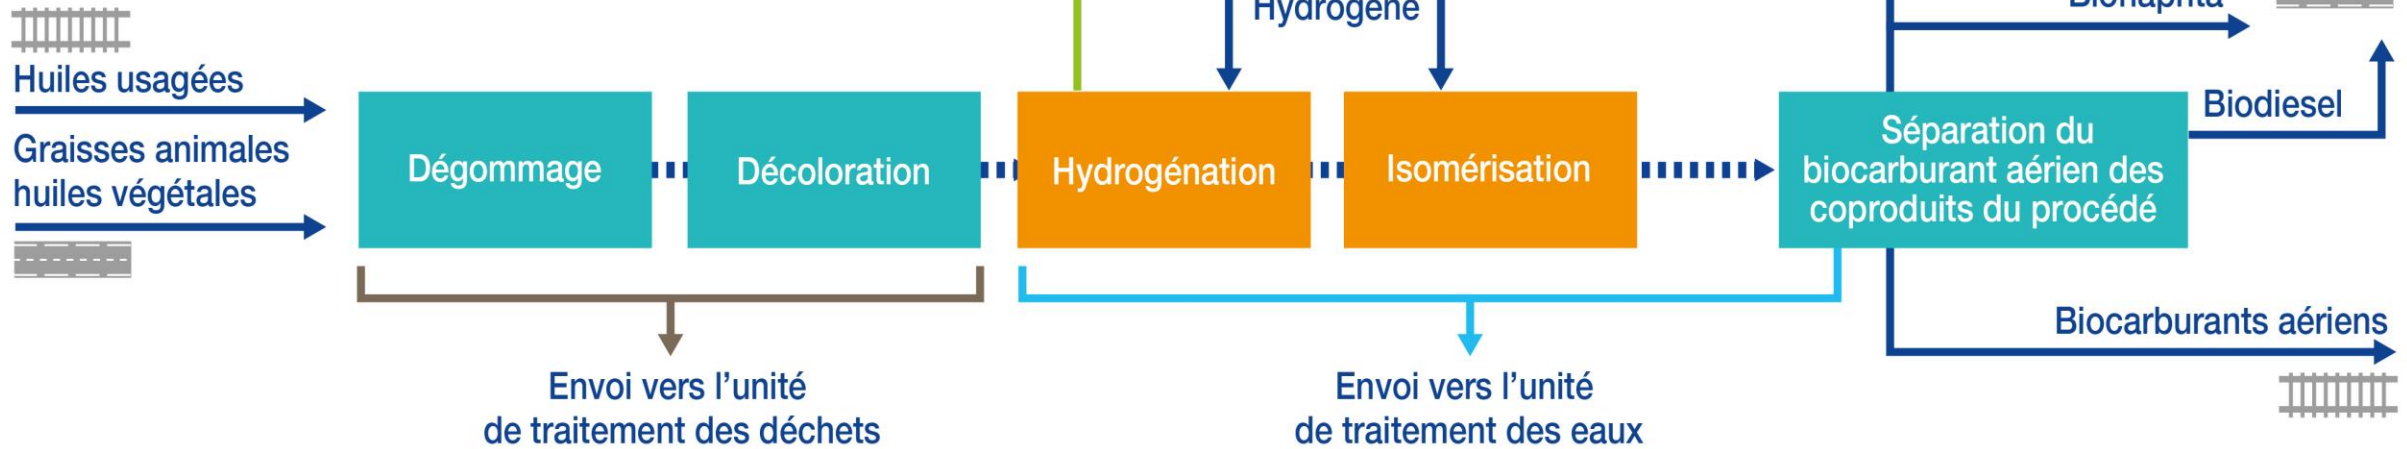 Hydrogène
Bionaphta
Huiles usagées
Graisses animales
huiles végétales
Dégommage
Décoloration
Hydrogénation
Isomérisation
Séparation du
biocarburant aérien des
coproduits du procédé
Biodiesel
Biocarburants aériens
Envoi vers l’unité
de traitement des déchets
Envoi vers l’unité
de traitement des eaux